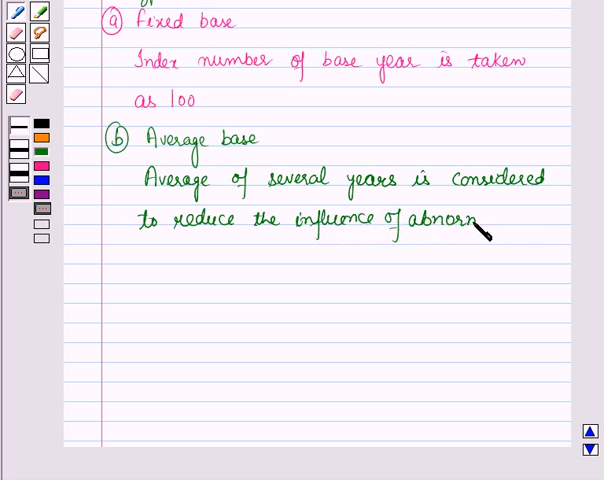 (a) Fixed base
Index number of base year is taken
as 100
(b) Average base
Average of several years is considered
to reduce the influence of abnorm